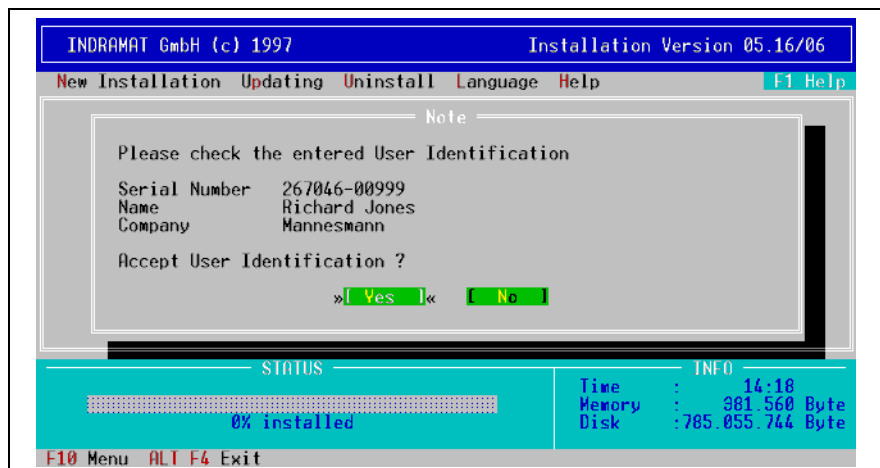 INDRAMAT GmbH (c) 1997 Installation Version 05.16/06
New Installation Updating Uninstall Language Help F1 Help
Note
Please check the entered User Identification
Serial Number 267046-00999
Name Richard Jones
Company Mannesmann
Accept User Identification ?
»[ Yes ]« [ No ]
STATUS INFO
Time : 14:18
Memory : 381.560 Byte
0% installed Disk :785.055.744 Byte
F10 Menu ALT F4 Exit